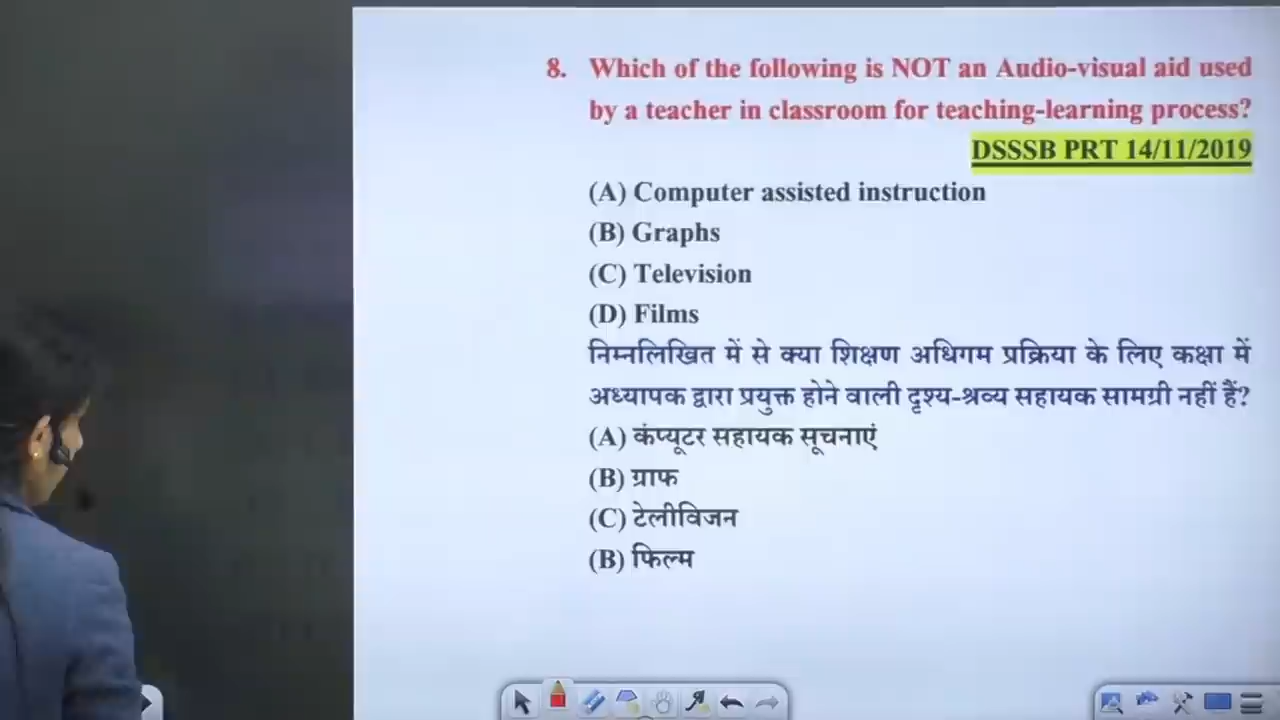 8. Which of the following is NOT an Audio-visual aid used
by a teacher in classroom for teaching-learning process?
DSSSB PRT 14/11/2019
(A) Computer assisted instruction
(B) Graphs
(C) Television
(D) Films
निम्नलिखित में से क्या शिक्षण अधिगम प्रक्रिया के लिए कक्षा में
अध्यापक द्वारा प्रयुक्त होने वाली दृश्य-श्रव्य सहायक सामग्री नहीं हैं?
(A) कंप्यूटर सहायक सूचनाएं
(B) ग्राफ
(C) टेलीविजन
(B) फिल्म